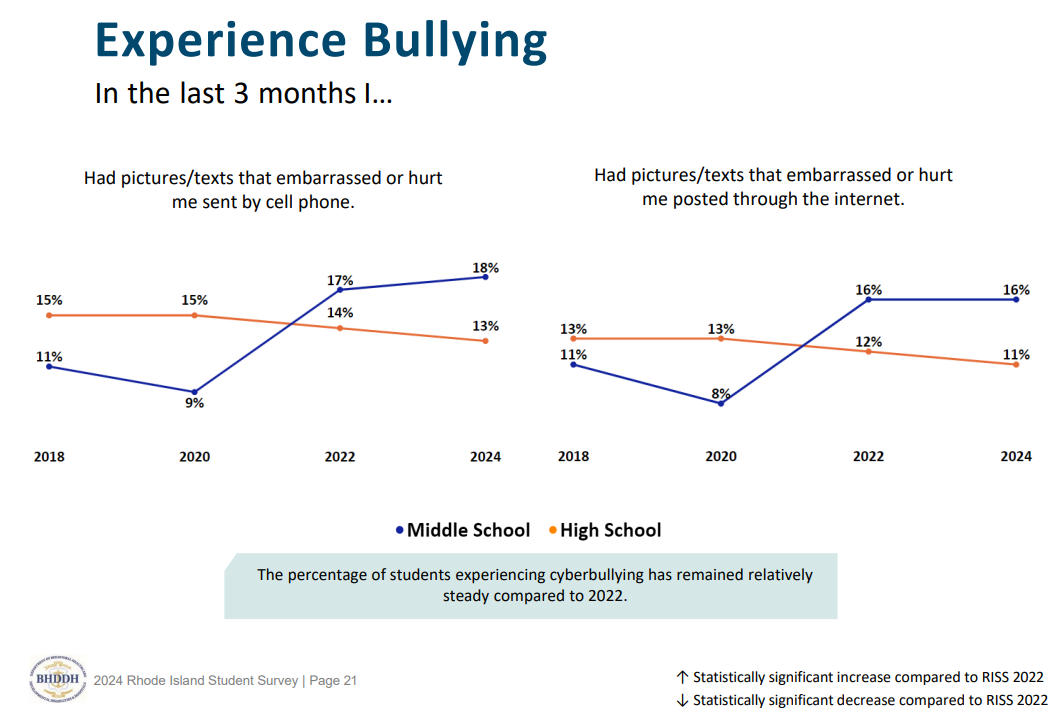 Experience Bullying
In the last 3 months I...
Had pictures/texts that embarrassed or hurt
me sent by cell phone.
15%
15%
17%
14%
18%
13%
11%
9%
2018
2020
2022
2024
Had pictures/texts that embarrassed or hurt
me posted through the internet.
13%
11%
13%
8%
16%
12%
16%
11%
2018
2020
2022
2024
Middle School
High School
The percentage of students experiencing cyberbullying has remained relatively
steady compared to 2022.
BHDDH
2024 Rhode Island Student Survey | Page 21
↑ Statistically significant increase compared to RISS 2022
↓ Statistically significant decrease compared to RISS 2022